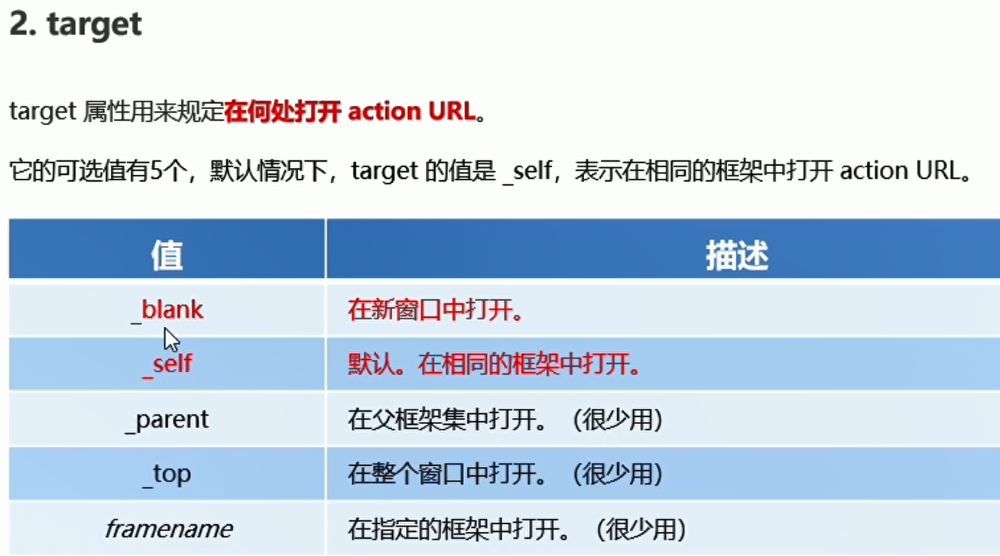 2. target
target 属性用来规定在何处打开 action URL。
它的可选值有5个，默认情况下，target 的值是 _self，表示在相同的框架中打开 action URL。
值 描述
_blank 在新窗口中打开。
_self 默认。在相同的框架中打开。
_parent 在父框架集中打开。（很少用）
_top 在整个窗口中打开。（很少用）
framename 在指定的框架中打开。（很少用）